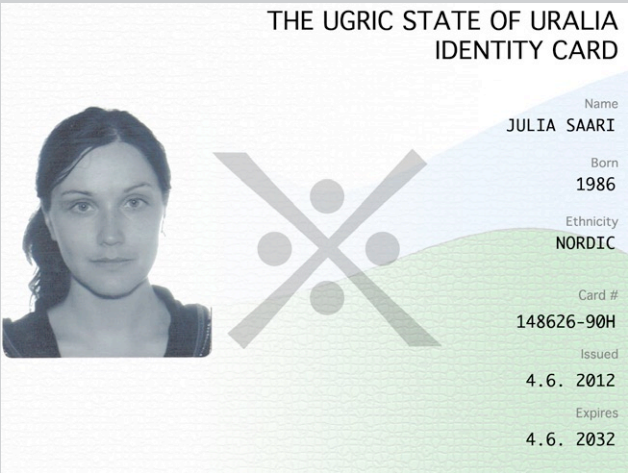 THE UGRIC STATE OF URALIA
IDENTITY CARD
Name
JULIA SAARI
Born
1986
Ethnicity
NORDIC
Card #
148626-90H
Issued
4.6. 2012
Expires
4.6. 2032